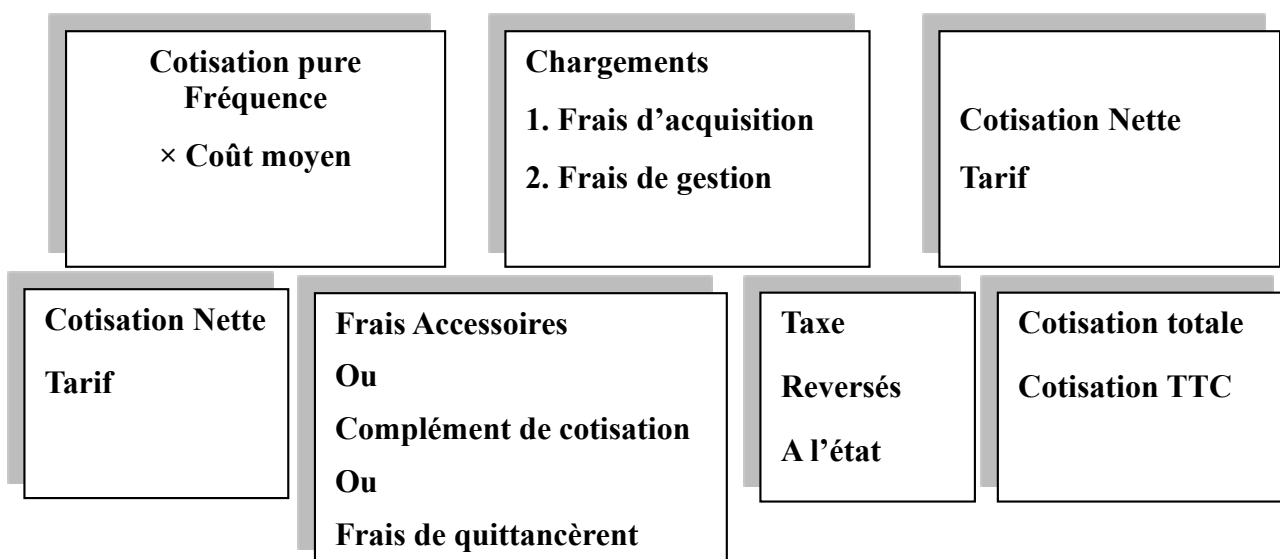 Cotisation pure
Fréquence
× Coût moyen
Chargements
1. Frais d’acquisition
2. Frais de gestion
Cotisation Nette
Tarif
Cotisation Nette
Tarif
Frais Accessoires
Ou
Complément de cotisation
Ou
Frais de quittancèrent
Taxe
Reversés
A l’état
Cotisation totale
Cotisation TTC